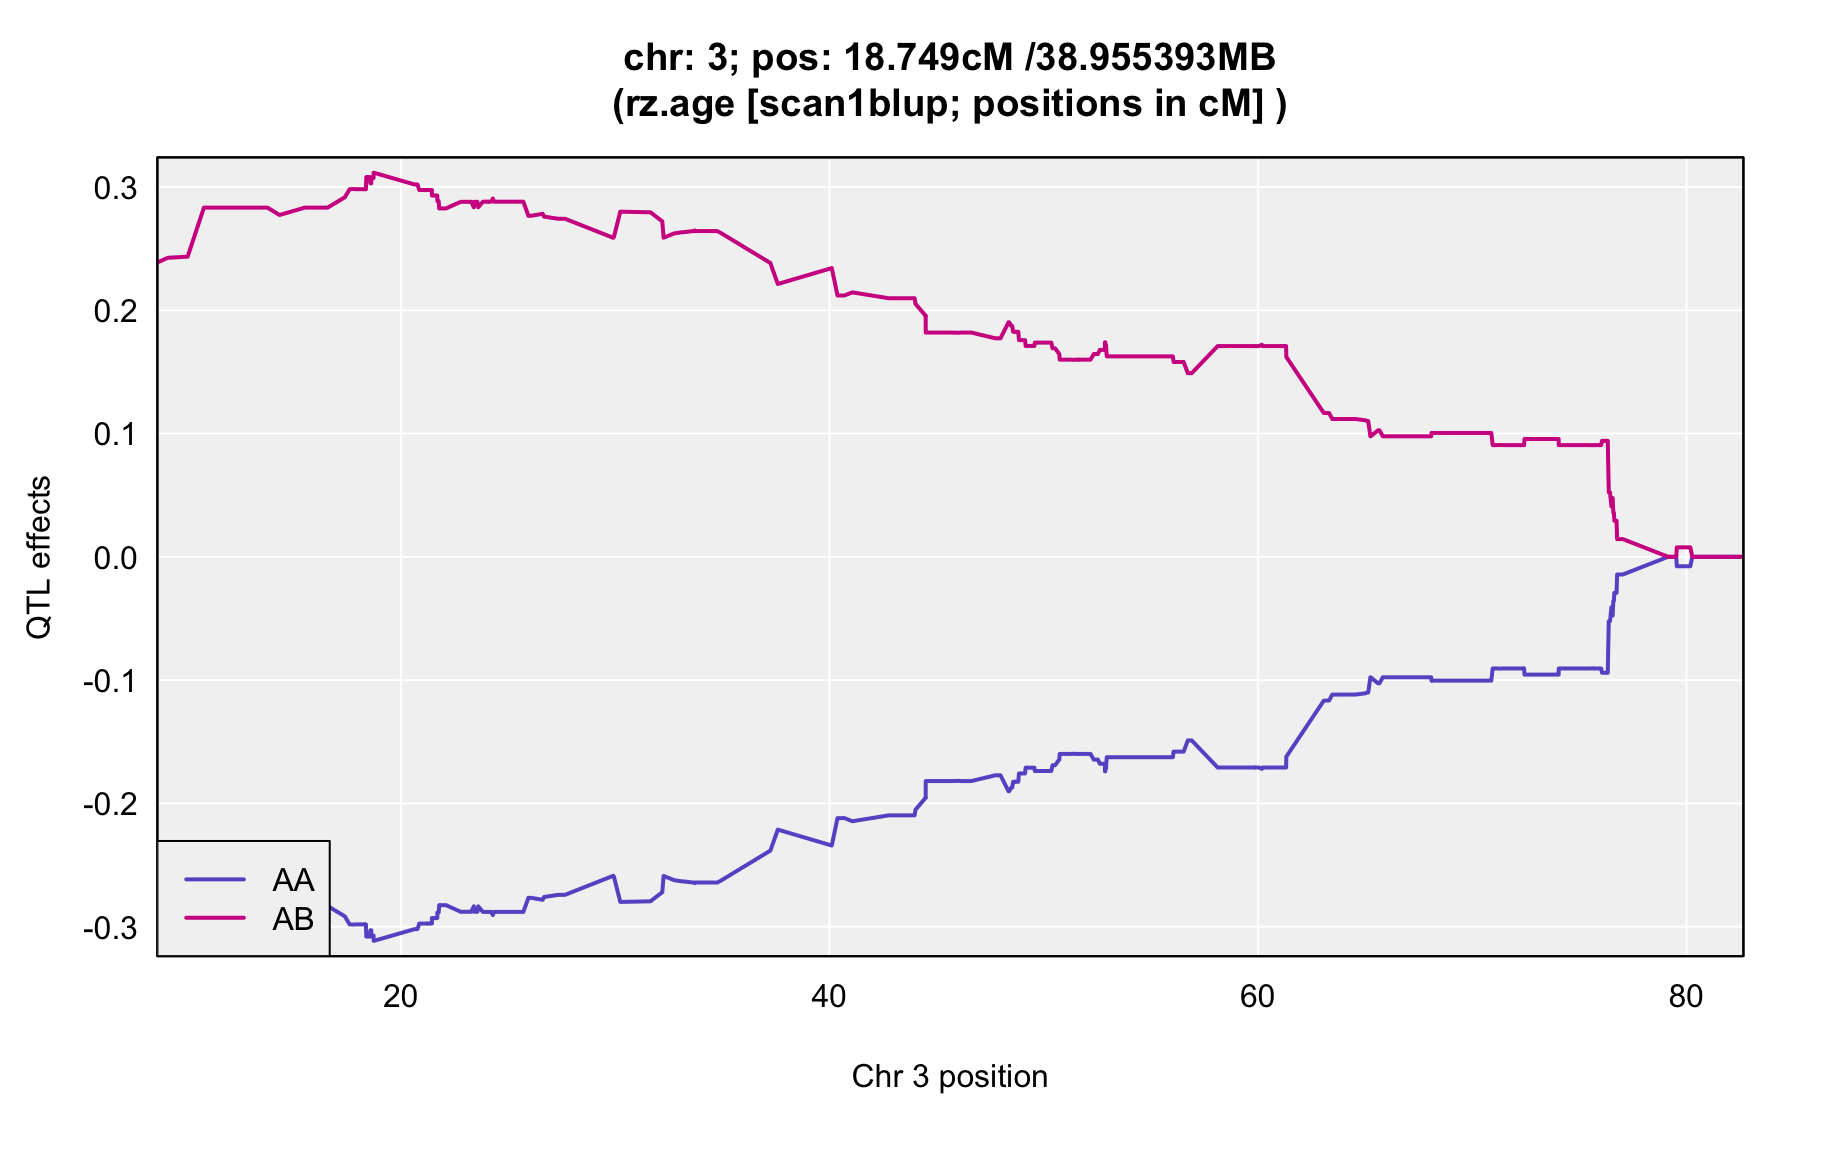 chr: 3; pos: 18.749cM /38.955393MB
(rz.age [scan1blup; positions in cM] )
QTL effects
0.3
0.2
0.1
0.0
-0.1
-0.2
-0.3
AA
AB
20 40 60 80
Chr 3 position